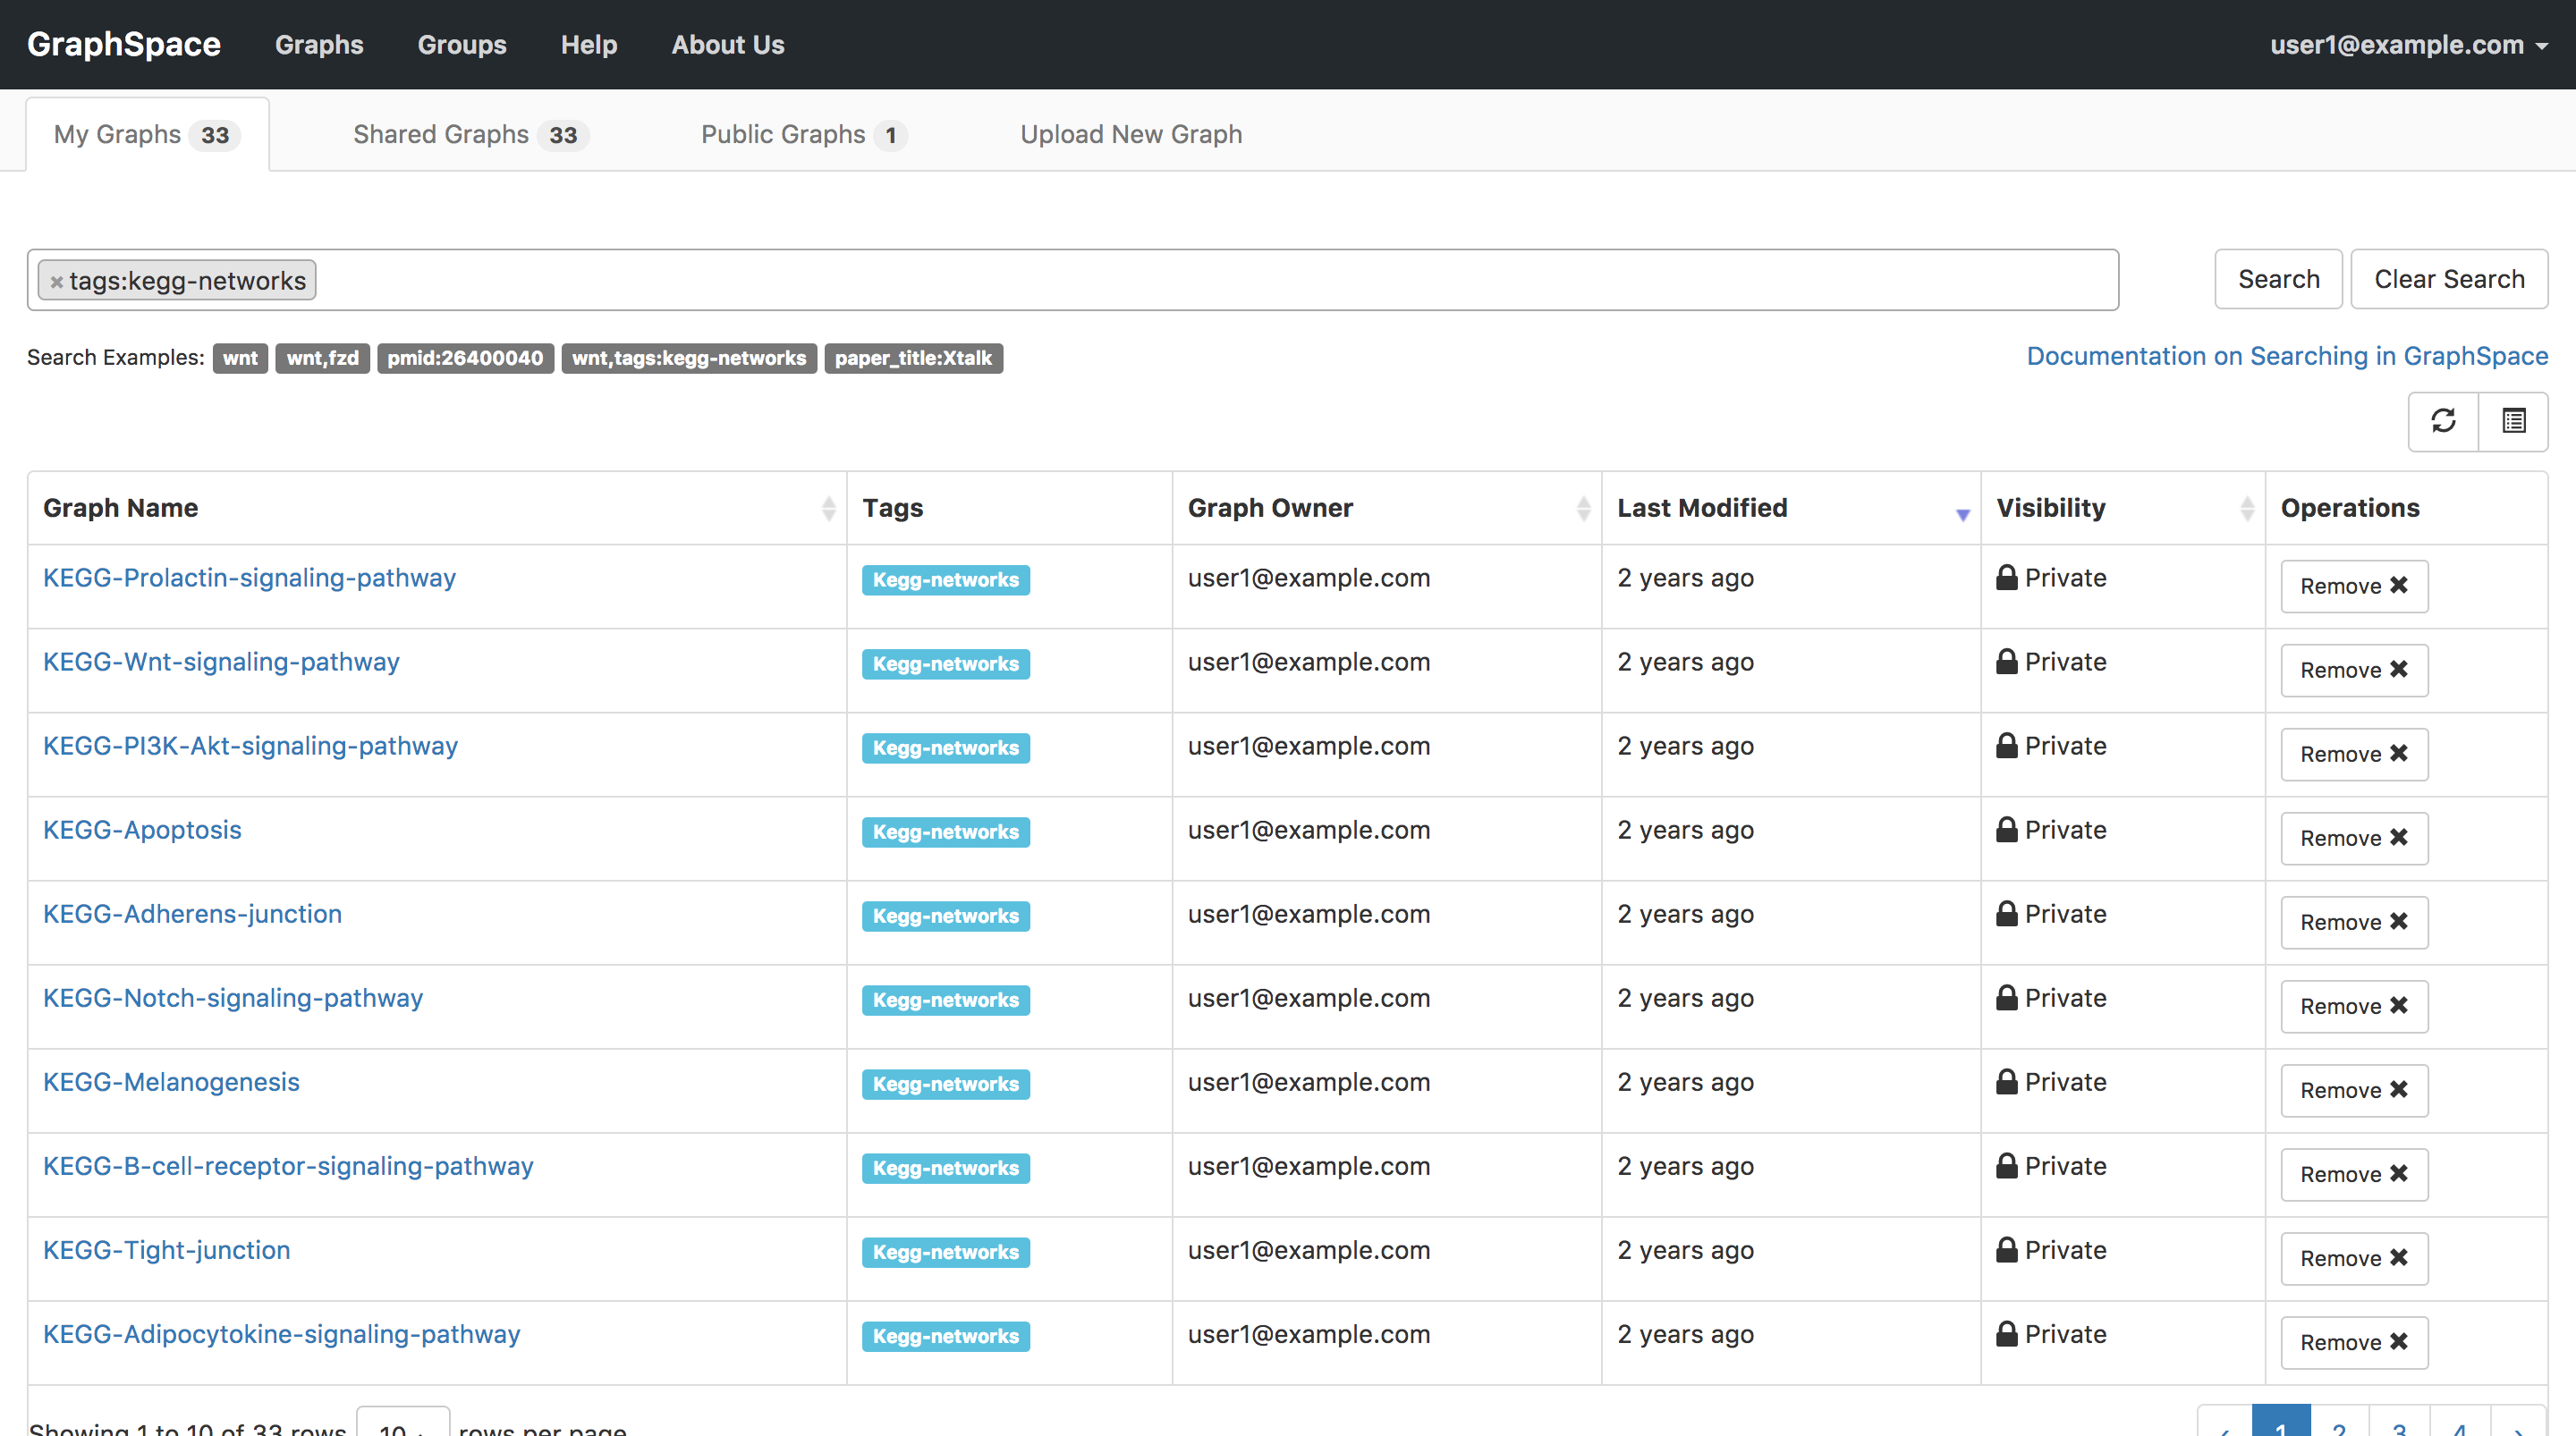 GraphSpace Graphs Groups Help About Us user1@example.com
My Graphs 33 Shared Graphs 33 Public Graphs 1 Upload New Graph
×tags:kegg-networks Search Clear Search
Search Examples: wnt wnt,fzd pmid:26400040 wnt,tags:kegg-networks paper_title:Xtalk Documentation on Searching in GraphSpace
Graph Name Tags Graph Owner Last Modified Visibility Operations
KEGG-Prolactin-signaling-pathway Kegg-networks user1@example.com 2 years ago Private Remove
KEGG-Wnt-signaling-pathway Kegg-networks user1@example.com 2 years ago Private Remove
KEGG-PI3K-Akt-signaling-pathway Kegg-networks user1@example.com 2 years ago Private Remove
KEGG-Apoptosis Kegg-networks user1@example.com 2 years ago Private Remove
KEGG-Adherens-junction Kegg-networks user1@example.com 2 years ago Private Remove
KEGG-Notch-signaling-pathway Kegg-networks user1@example.com 2 years ago Private Remove
KEGG-Melanogenesis Kegg-networks user1@example.com 2 years ago Private Remove
KEGG-B-cell-receptor-signaling-pathway Kegg-networks user1@example.com 2 years ago Private Remove
KEGG-Tight-junction Kegg-networks user1@example.com 2 years ago Private Remove
KEGG-Adipocytokine-signaling-pathway Kegg-networks user1@example.com 2 years ago Private Remove
Showing 1 to 10 of 33 rows 10 rows per page ‹ 1 2 3 4 ›